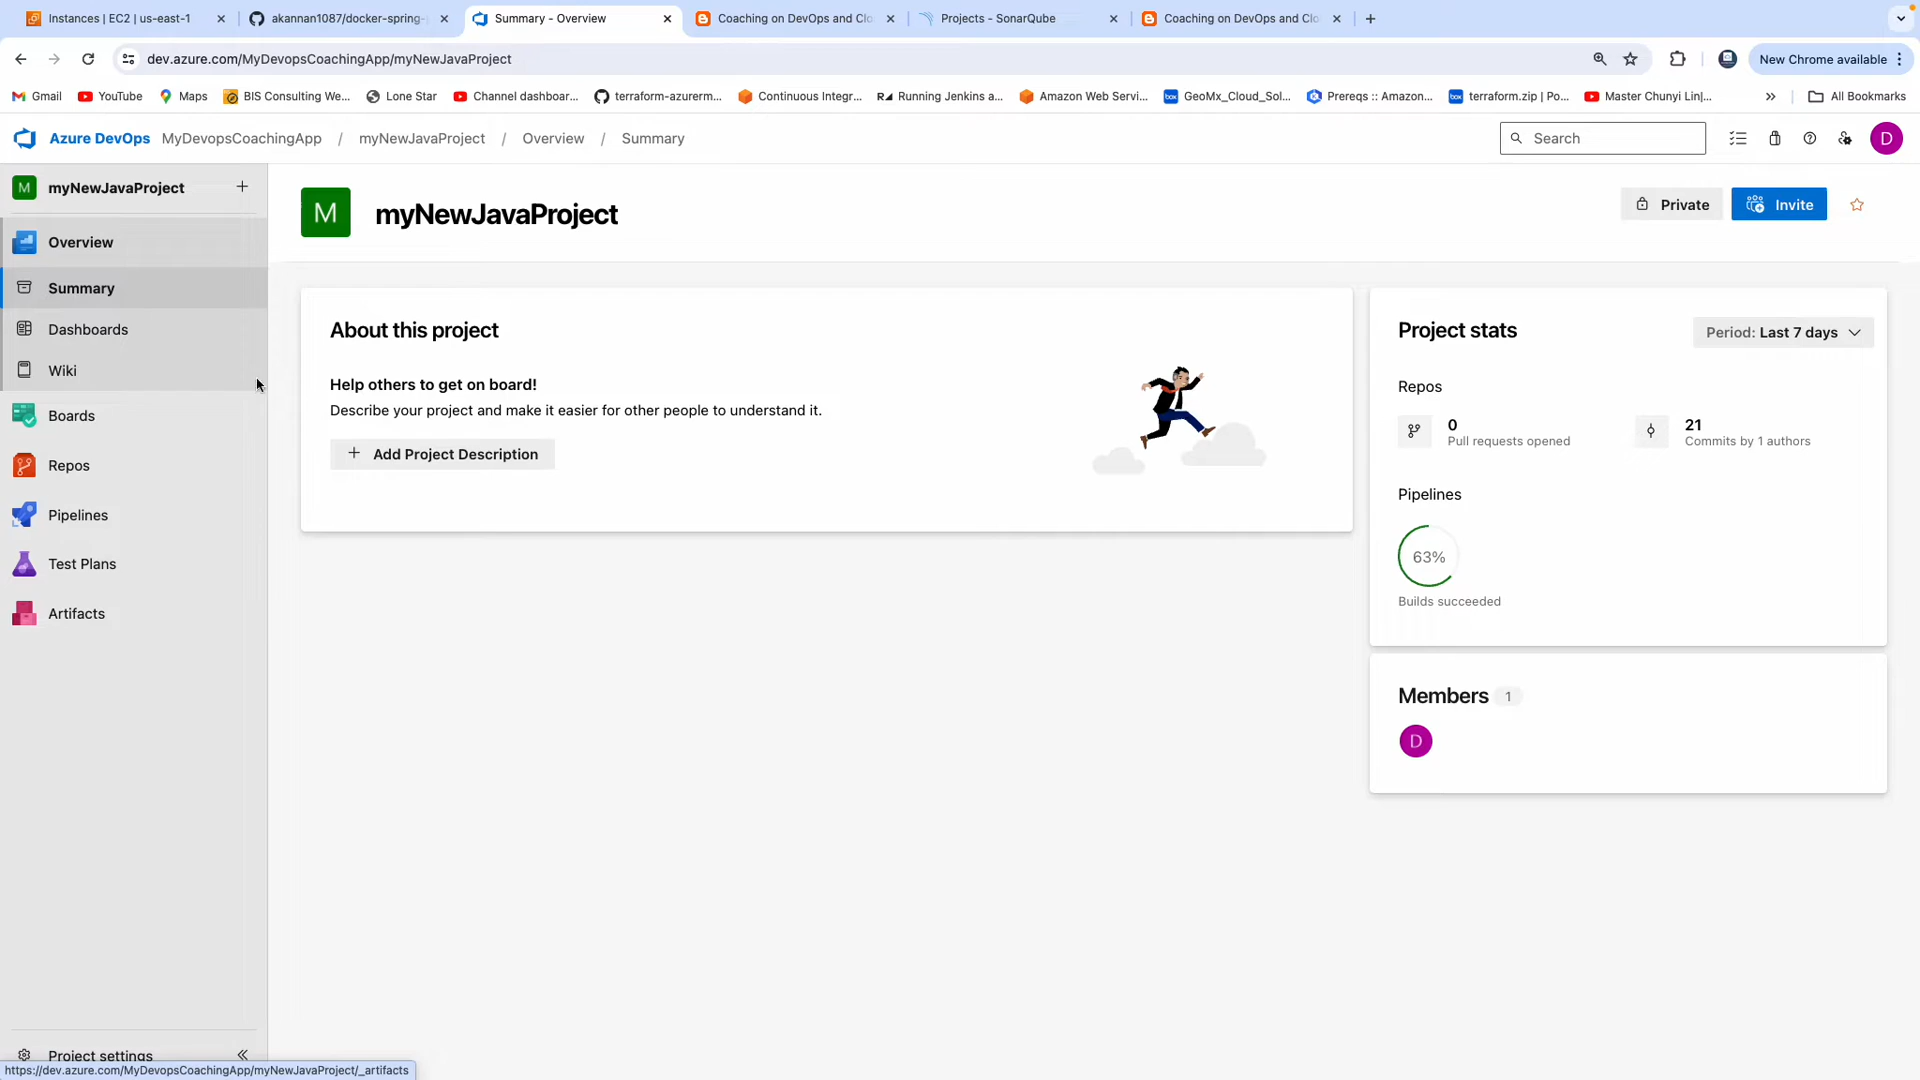 Instances | EC2 | us-east-1
akannan1087/docker-spring-
Summary - Overview
Coaching on DevOps and Clo
Projects - SonarQube
Coaching on DevOps and Clo
dev.azure.com/MyDevopsCoachingApp/myNewJavaProject
New Chrome available
Gmail
YouTube
Maps
BIS Consulting We...
Lone Star
Channel dashboar...
terraform-azurerm...
Continuous Integr...
Running Jenkins a...
Amazon Web Servi...
GeoMx_Cloud_Sol...
Prereqs :: Amazon...
terraform.zip | Po...
Master Chunyi Lin|...
All Bookmarks
Azure DevOps
MyDevopsCoachingApp / myNewJavaProject / Overview / Summary
Search
D
M myNewJavaProject
Overview
Summary
Dashboards
Wiki
Boards
Repos
Pipelines
Test Plans
Artifacts
Project settings
https://dev.azure.com/MyDevopsCoachingApp/myNewJavaProject/_artifacts
M myNewJavaProject
Private
Invite
About this project
Help others to get on board!
Describe your project and make it easier for other people to understand it.
Add Project Description
Project stats
Period: Last 7 days
Repos
0
Pull requests opened
21
Commits by 1 authors
Pipelines
63%
Builds succeeded
Members 1
D